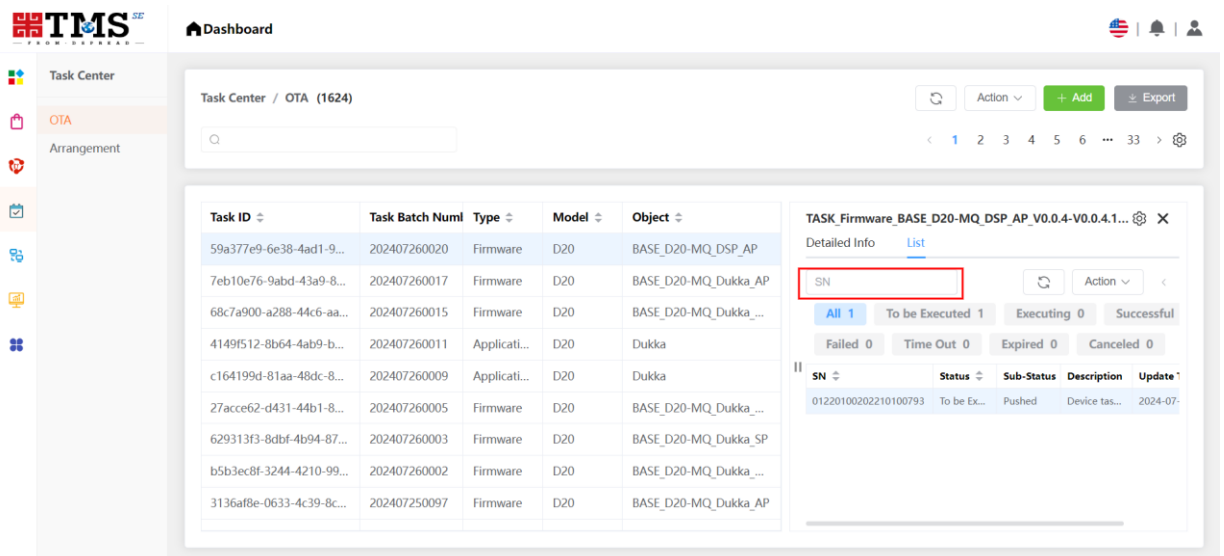 TMS SE
FROM·DSPREAD
Dashboard
Task Center
OTA
Arrangement
Task Center / OTA (1624)
Action
+ Add
Export
1 2 3 4 5 6 ••• 33
Task ID Task Batch Numl Type Model Object
59a377e9-6e38-4ad1-9... 202407260020 Firmware D20 BASE_D20-MQ_DSP_AP
7eb10e76-9abd-43a9-8... 202407260017 Firmware D20 BASE_D20-MQ_Dukka_AP
68c7a900-a288-44c6-aa... 202407260015 Firmware D20 BASE_D20-MQ_Dukka_...
4149f512-8b64-4ab9-b... 202407260011 Applicati... D20 Dukka
c164199d-81aa-48dc-8... 202407260009 Applicati... D20 Dukka
27acce62-d431-44b1-8... 202407260005 Firmware D20 BASE_D20-MQ_Dukka_...
629313f3-8dbf-4b94-87... 202407260003 Firmware D20 BASE_D20-MQ_Dukka_SP
b5b3ec8f-3244-4210-99... 202407260002 Firmware D20 BASE_D20-MQ_Dukka_...
3136af8e-0633-4c39-8c... 202407250097 Firmware D20 BASE_D20-MQ_Dukka_AP
TASK_Firmware_BASE_D20-MQ_DSP_AP_V0.0.4-V0.0.4.1...
Detailed Info List
SN
Action
All 1 To be Executed 1 Executing 0 Successful
Failed 0 Time Out 0 Expired 0 Canceled 0
SN Status Sub-Status Description Update
01220100202210100793 To be Ex... Pushed Device tas... 2024-07-